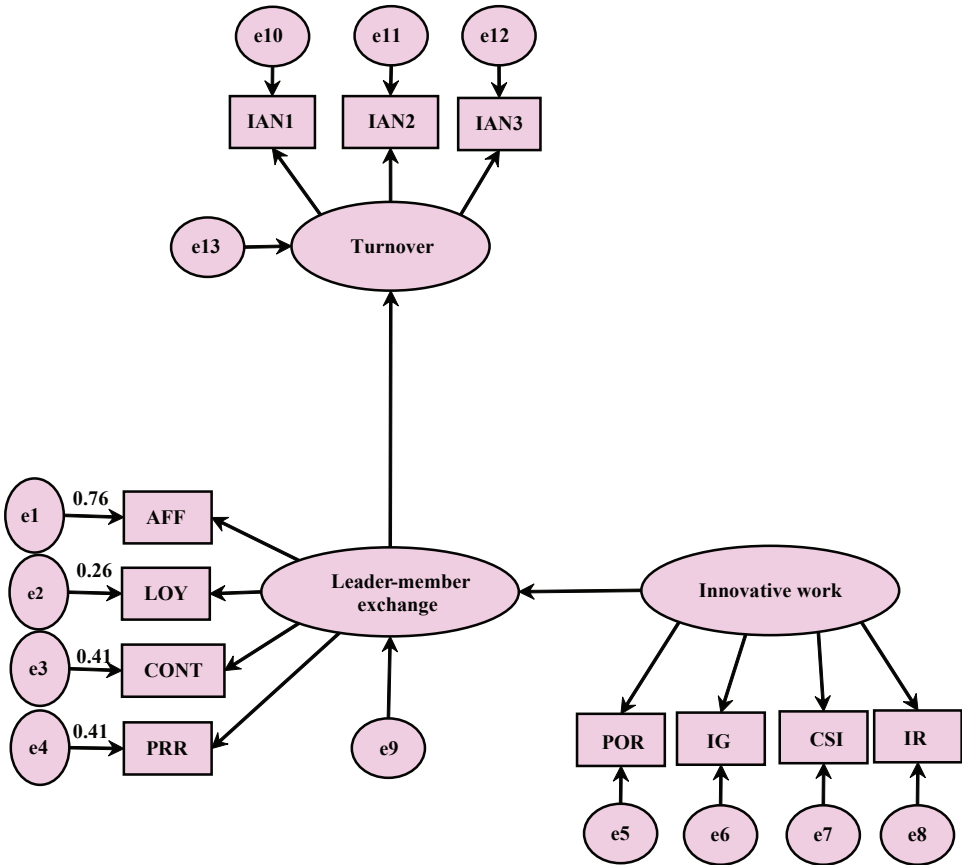 e10
e11
e12
IAN1
IAN2
IAN3
e13
Turnover
e1
0.76
AFF
e2
0.26
LOY
e3
0.41
CONT
e4
0.41
PRR
Leader-member
exchange
e9
Innovative work
POR
IG
CSI
IR
e5
e6
e7
e8